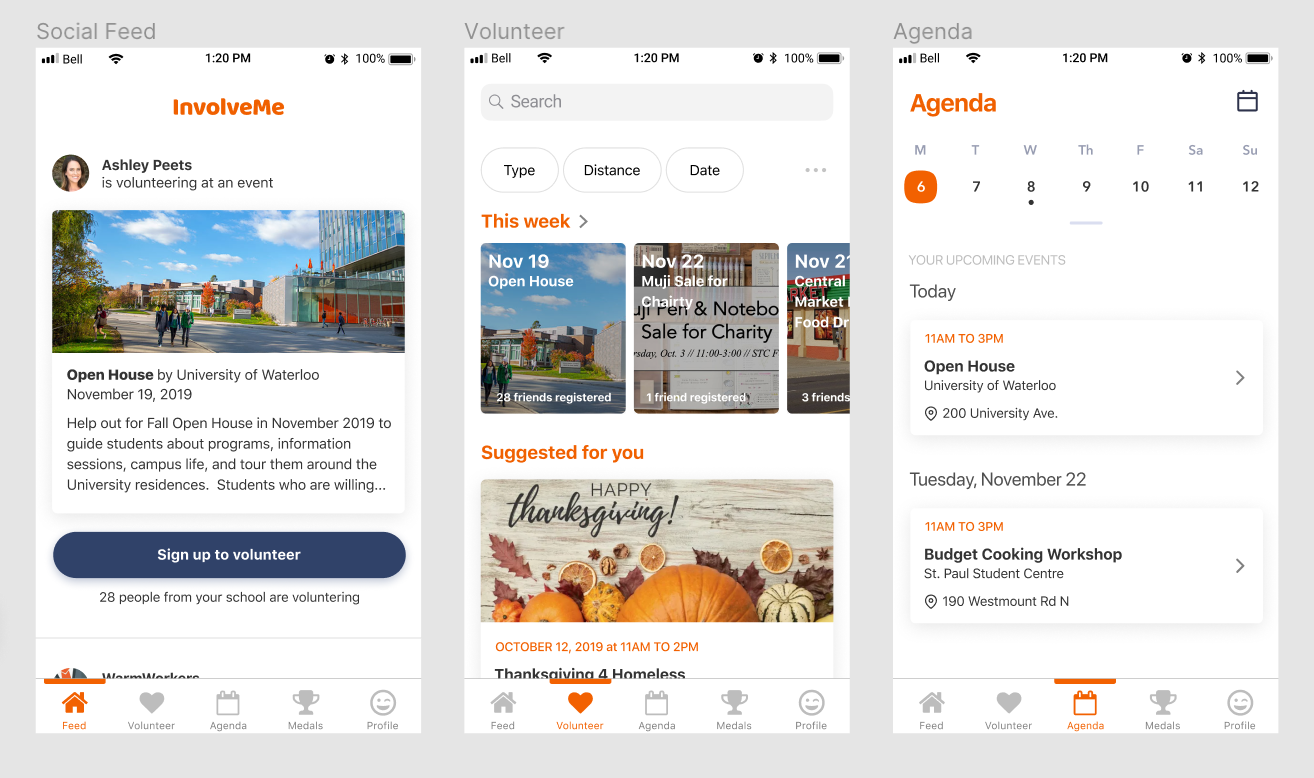 Social Feed
Bell 1:20 PM 100%
InvolveMe
Ashley Peets
is volunteering at an event
Open House by University of Waterloo
November 19, 2019
Help out for Fall Open House in November 2019 to
guide students about programs, information
sessions, campus life, and tour them around the
University residences. Students who are willing...
Sign up to volunteer
28 people from your school are voluntering
WarmWorkers
Feed Volunteer Agenda Medals Profile
Volunteer
Bell 1:20 PM 100%
Search
Type Distance Date
This week
Nov 19
Open House
28 friends registered
Nov 22
Muji Sale for
Chairty
uji Pen & Notebo
Sale for Charity
rsday, Oct. 3 // 11:00-3:00 // STC F
1 friend registered
Nov 21
Central
Market
Food Dr
RKET
3 friends
Suggested for you
HAPPY
thanksgiving!
OCTOBER 12, 2019 at 11AM TO 2PM
Thanksgiving 4 Homeless
Feed Volunteer Agenda Medals Profile
Agenda
Bell 1:20 PM 100%
Agenda
M T W Th F Sa Su
6 7 8 9 10 11 12
YOUR UPCOMING EVENTS
Today
11AM TO 3PM
Open House
University of Waterloo
200 University Ave.
Tuesday, November 22
11AM TO 3PM
Budget Cooking Workshop
St. Paul Student Centre
190 Westmount Rd N
Feed Volunteer Agenda Medals Profile